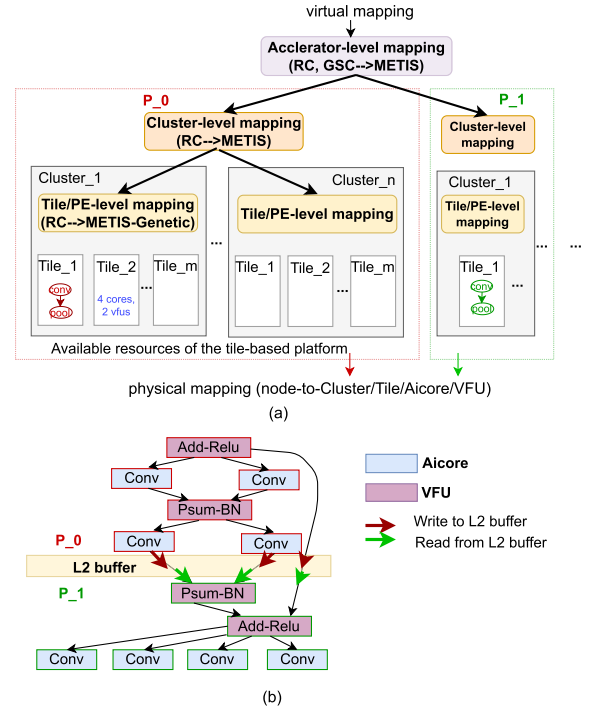 virtual mapping
Acclerator-level mapping
(RC, GSC-->METIS)
P_0
P_1
Cluster-level mapping
(RC-->METIS)
Cluster-level
mapping
Cluster_1
Cluster_n
Cluster_1
Tile/PE-level mapping
(RC-->METIS-Genetic)
Tile/PE-level mapping
Tile/PE-level
mapping
...
...
...
Tile_1
Tile_2
Tile_m
Tile_1
Tile_2
Tile_m
Tile_1
conv
pool
4 cores,
2 vfus
...
...
conv
pool
...
Available resources of the tile-based platform
physical mapping (node-to-Cluster/Tile/Aicore/VFU)
(a)
Add-Relu
Conv
Conv
Psum-BN
P_0
Conv
Conv
L2 buffer
P_1
Psum-BN
Add-Relu
Conv
Conv
Conv
Conv
Aicore
VFU
Write to L2 buffer
Read from L2 buffer
(b)